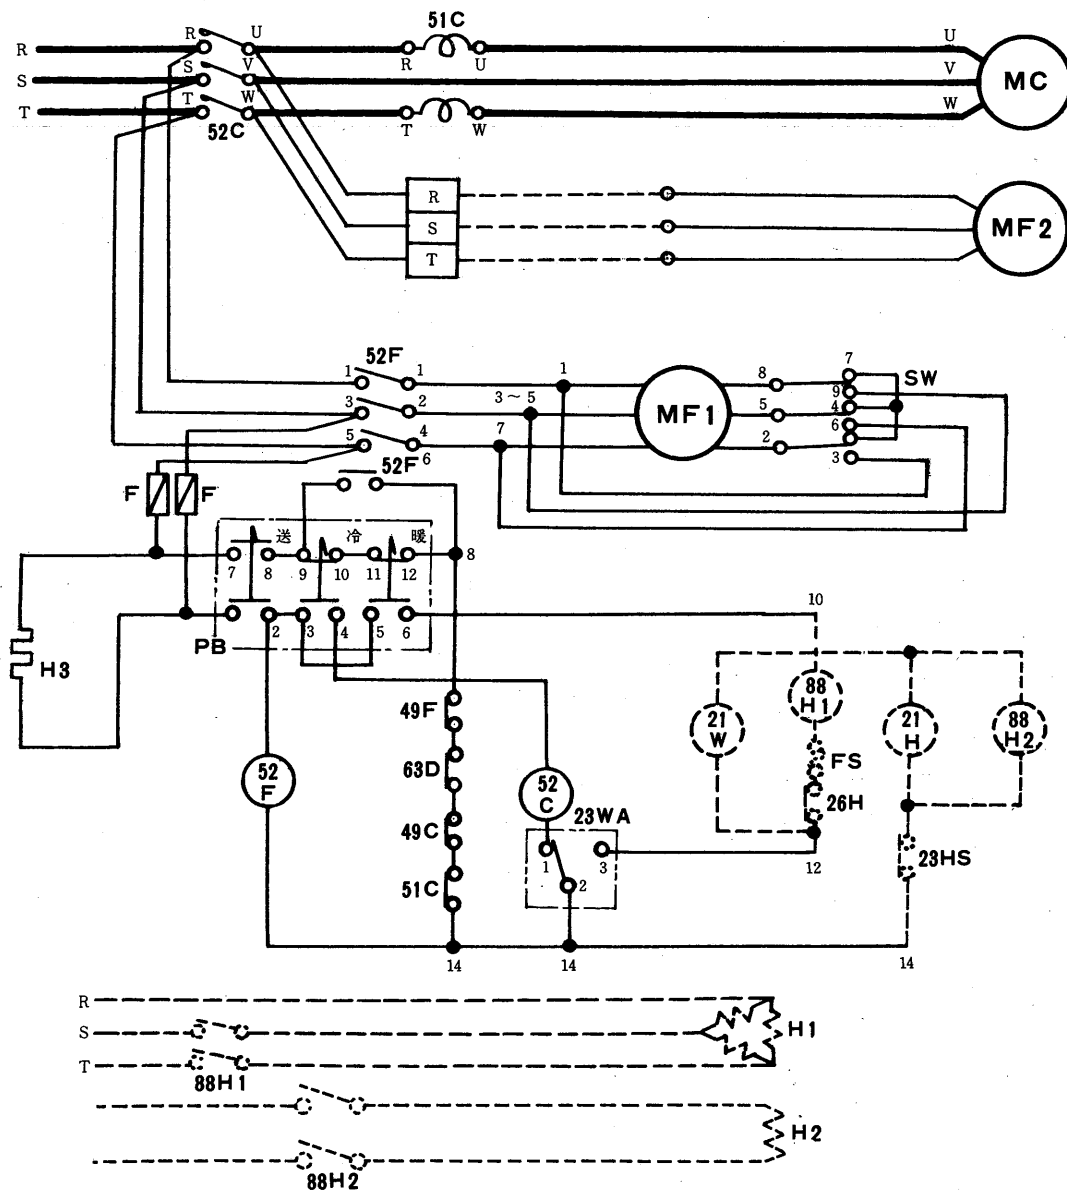 R U 51C
R R U U
S S V V MC
T T W W
52C T W
R
S MF2
T
52F
1 1 1 8 7 SW
3 2 3～5 MF1 5 9
4
5 4 7 2 6
6 3
52F
F F
送 冷 暖
7 8 9 10 11 12 8
2 3 4 5 6 10
PB
H3
49F 21 W 88 H1 21 H 88 H2
52 F 63D 52 C FS
26H
49C 23WA
1 3 12 23HS
51C 2
14 14 14
R
S H1
T
88H1
H2
88H2